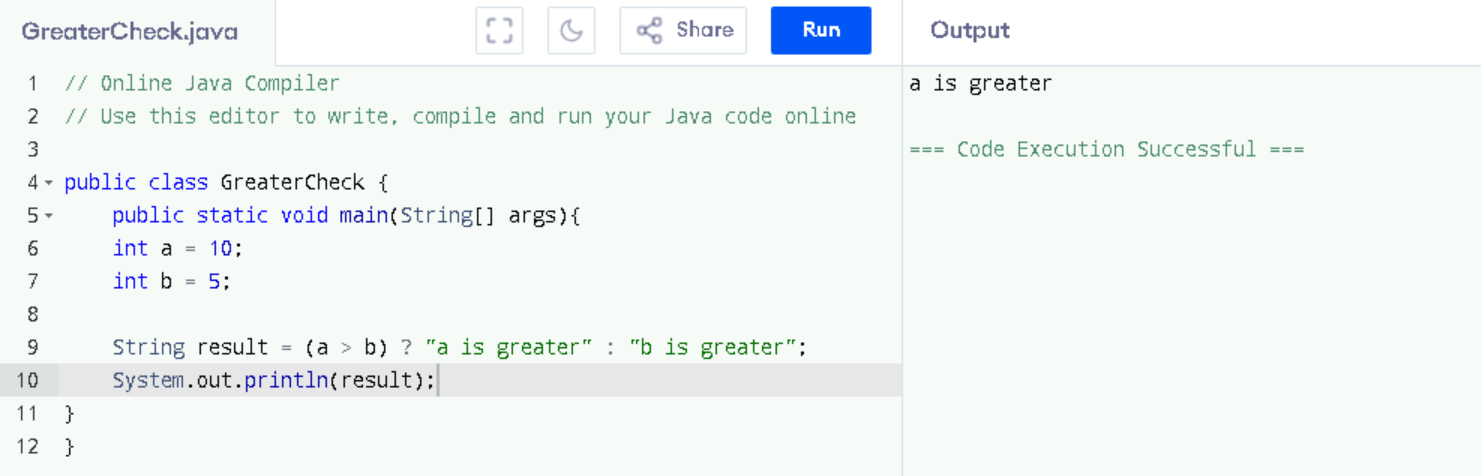 GreaterCheck.java
Share
Run
Output
1 // Online Java Compiler
2 // Use this editor to write, compile and run your Java code online
3
4 public class GreaterCheck {
5     public static void main(String[] args){
6     int a = 10;
7     int b = 5;
8
9     String result = (a > b) ? "a is greater" : "b is greater";
10     System.out.println(result);
11 }
12 }
a is greater
=== Code Execution Successful ===